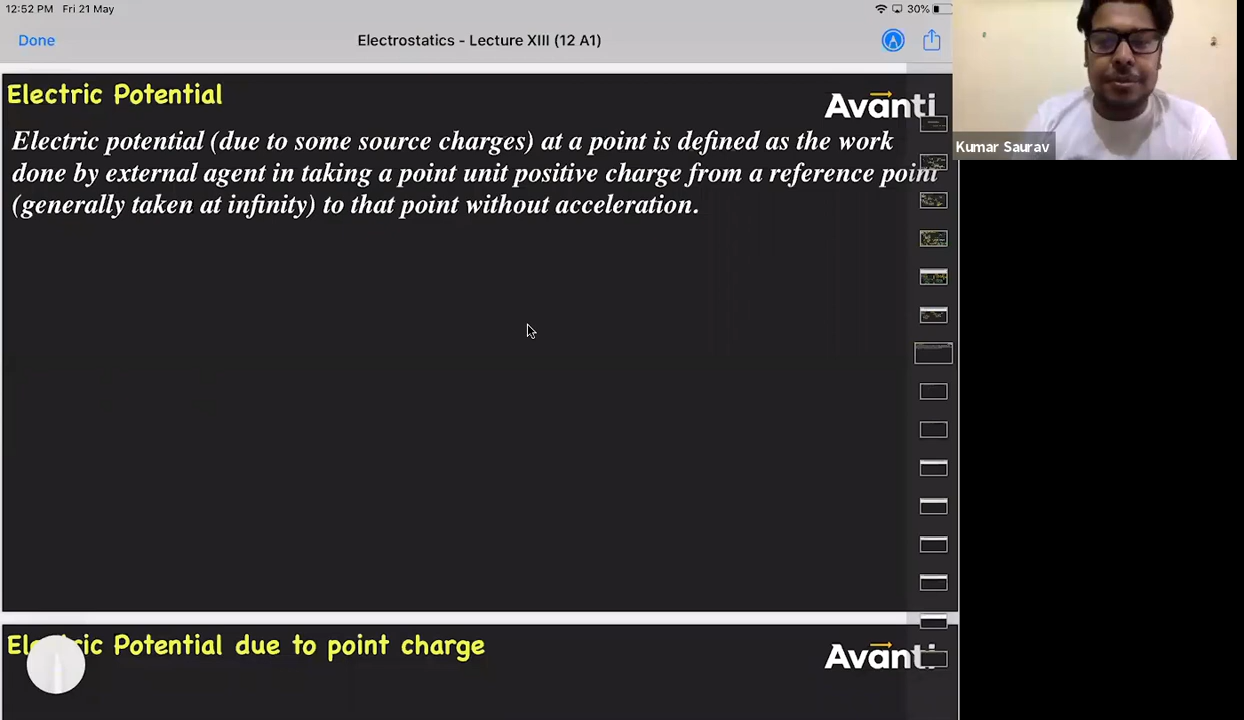 12:52 PM Fri 21 May
30%
Done
Electrostatics - Lecture XIII (12 A1)
Electric Potential
Avanti
Electric potential (due to some source charges) at a point is defined as the work
done by external agent in taking a point unit positive charge from a reference point
(generally taken at infinity) to that point without acceleration.
Kumar Saurav
Electric Potential due to point charge
Avanti